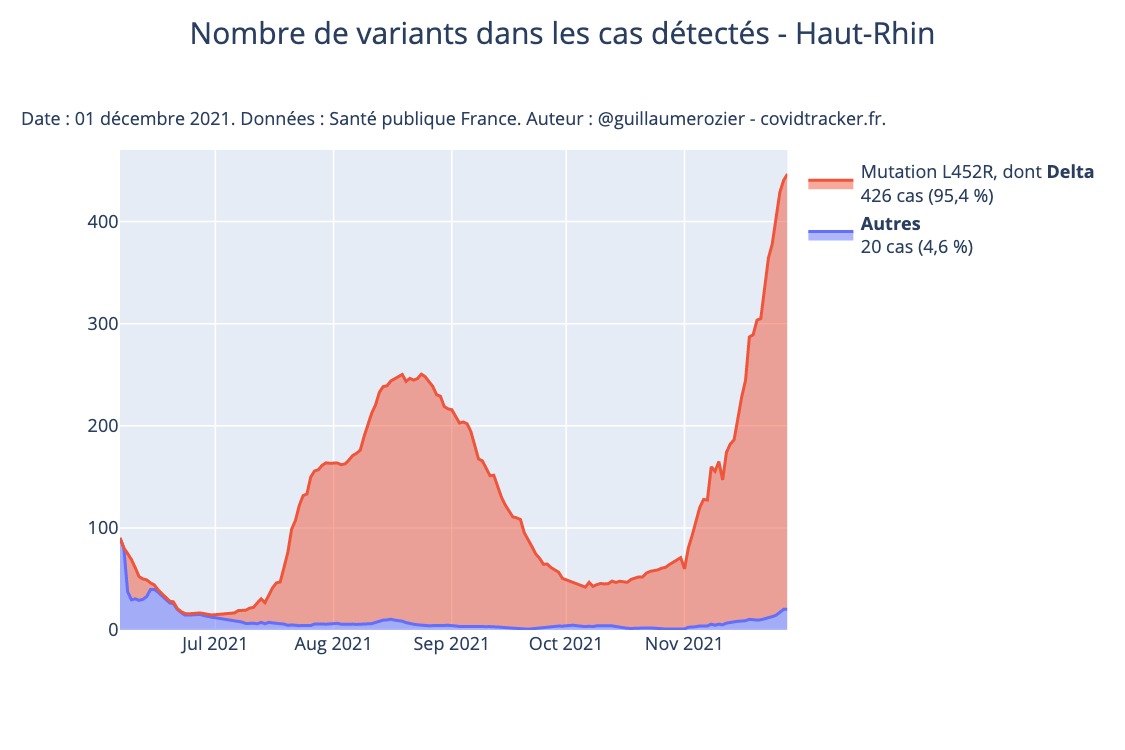 Nombre de variants dans les cas détectés - Haut-Rhin
Date : 01 décembre 2021. Données : Santé publique France. Auteur : @guillaumerozier - covidtracker.fr.
Mutation L452R, dont Delta
426 cas (95,4 %)
Autres
20 cas (4,6 %)
400
300
200
100
0
Jul 2021
Aug 2021
Sep 2021
Oct 2021
Nov 2021